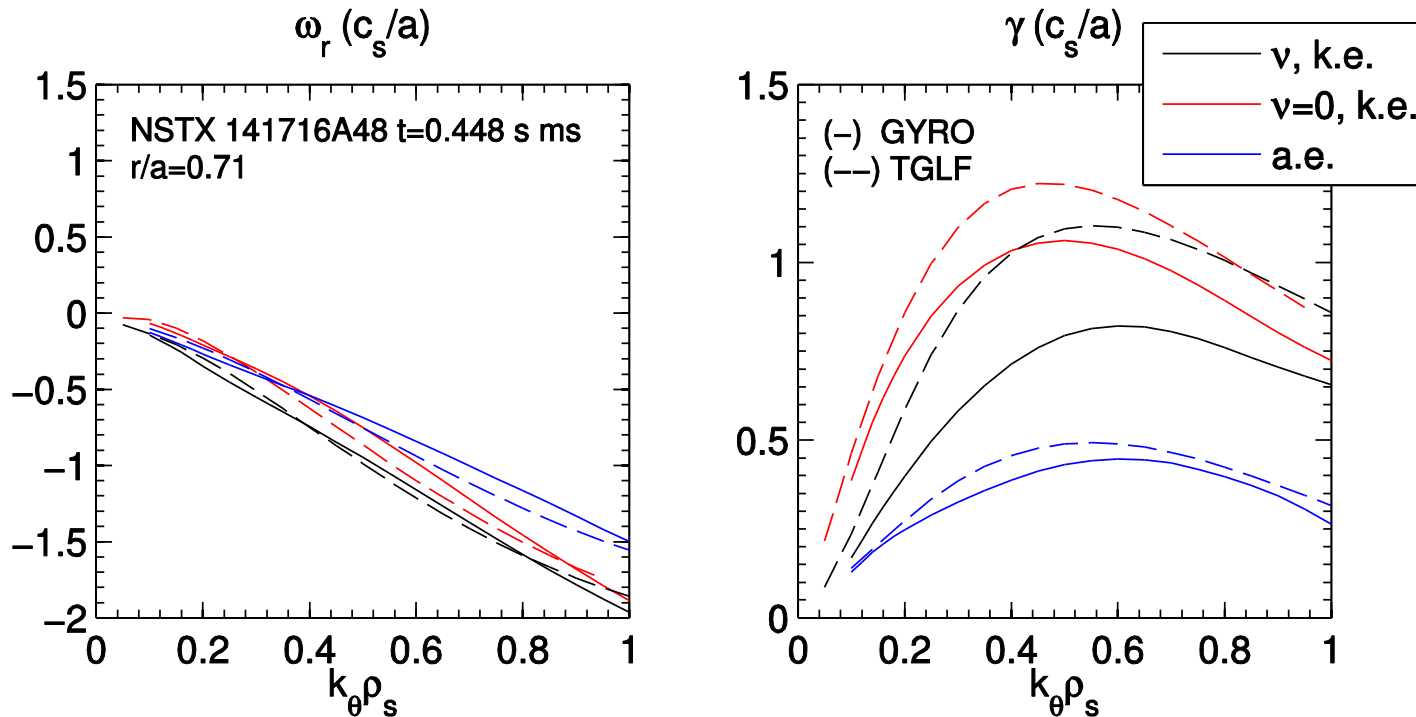 ω_r (c_s/a)
1.5
1
0.5
0
−0.5
−1
−1.5
−2
NSTX 141716A48 t=0.448 s ms
r/a=0.71
0 0.2 0.4 0.6 0.8 1
k_θρ_s
γ (c_s/a)
1.5
1
0.5
0
(−) GYRO
(−−) TGLF
ν, k.e.
ν=0, k.e.
a.e.
0 0.2 0.4 0.6 0.8 1
k_θρ_s